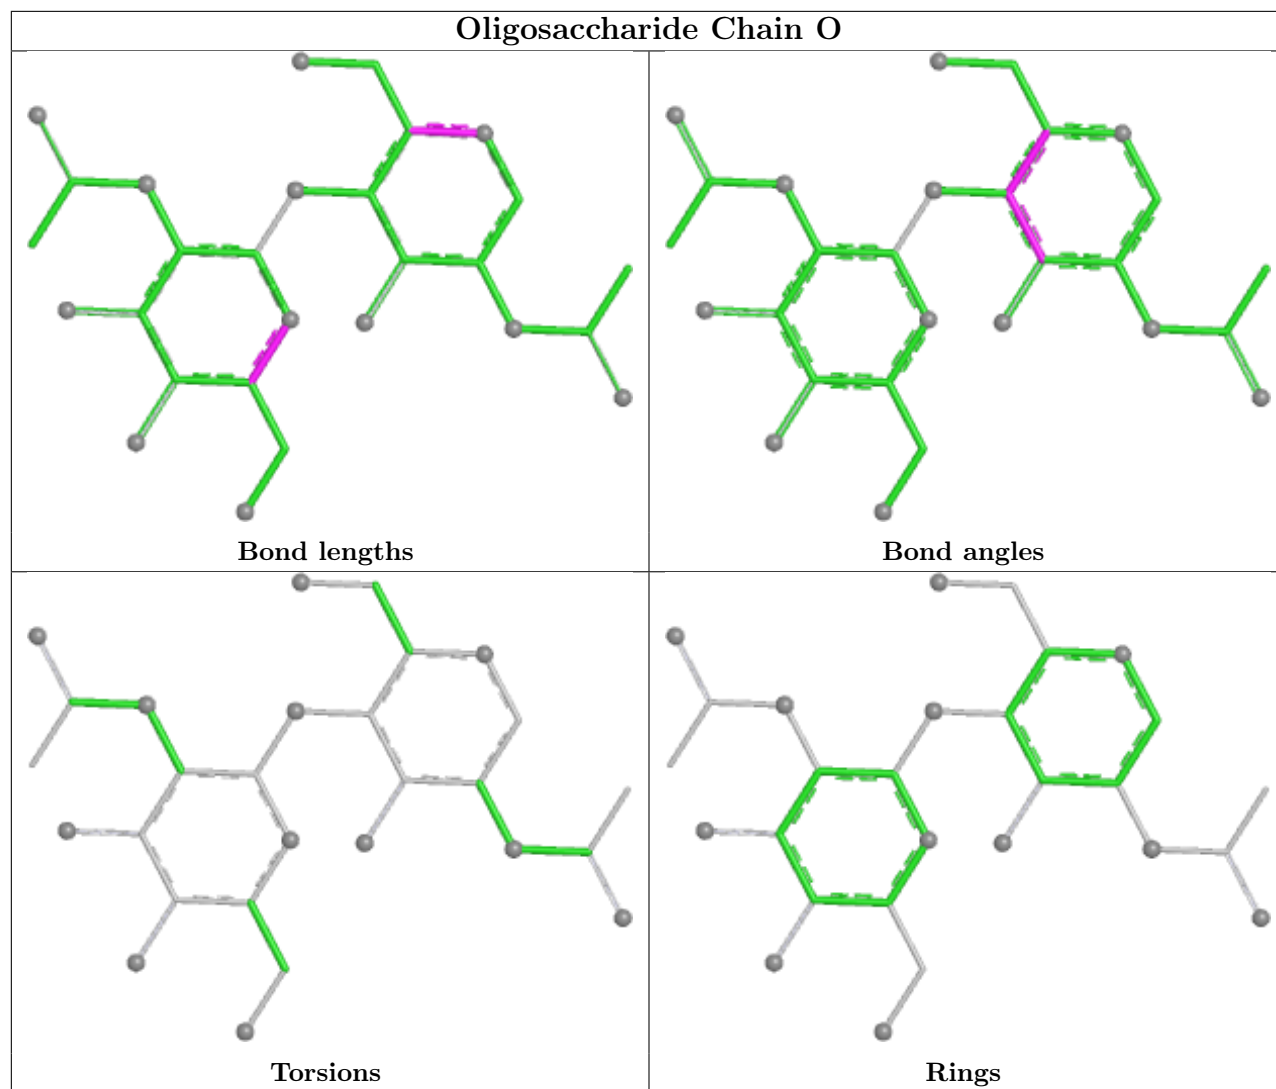 Oligosaccharide Chain O
Bond lengths
Bond angles
Torsions
Rings